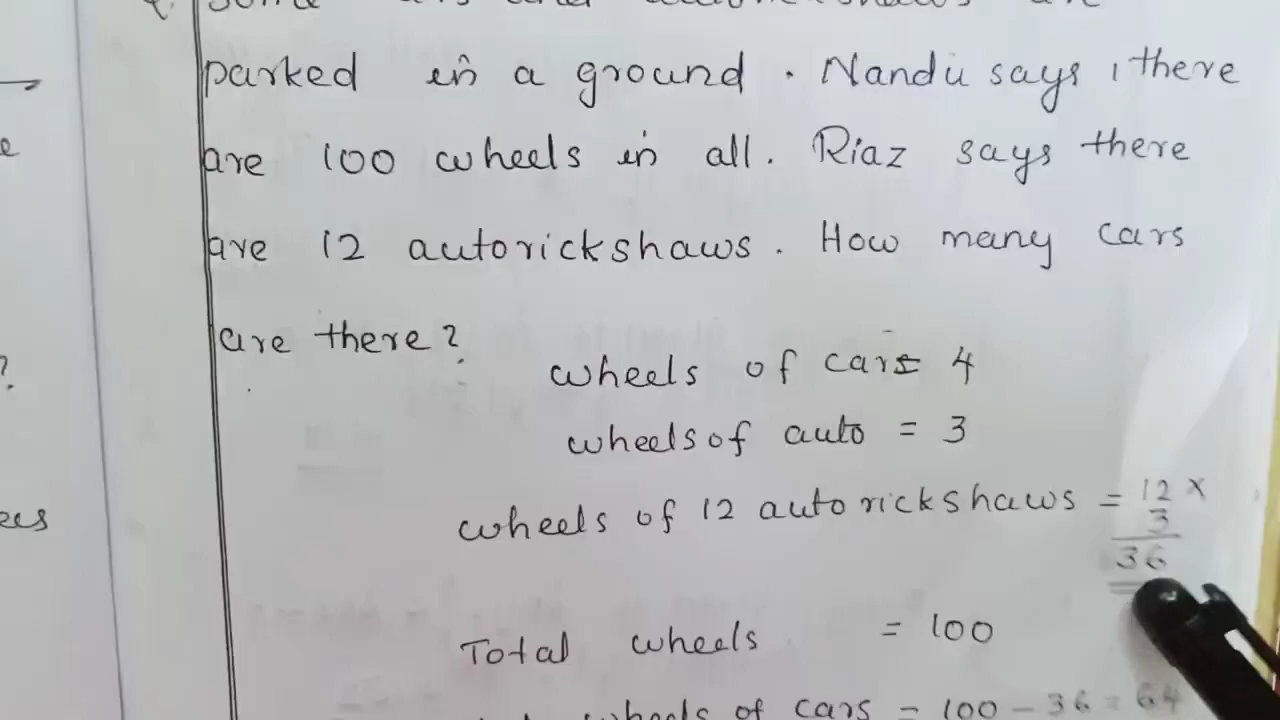 parked in a ground. Nandu says, there
are 100 wheels in all. Riaz says there
are 12 autorickshaws. How many cars
are there?
wheels of cars = 4
wheels of auto = 3
wheels of 12 autorickshaws = 12 x
3
36
Total wheels = 100
wheels of cars = 100 - 36 = 64